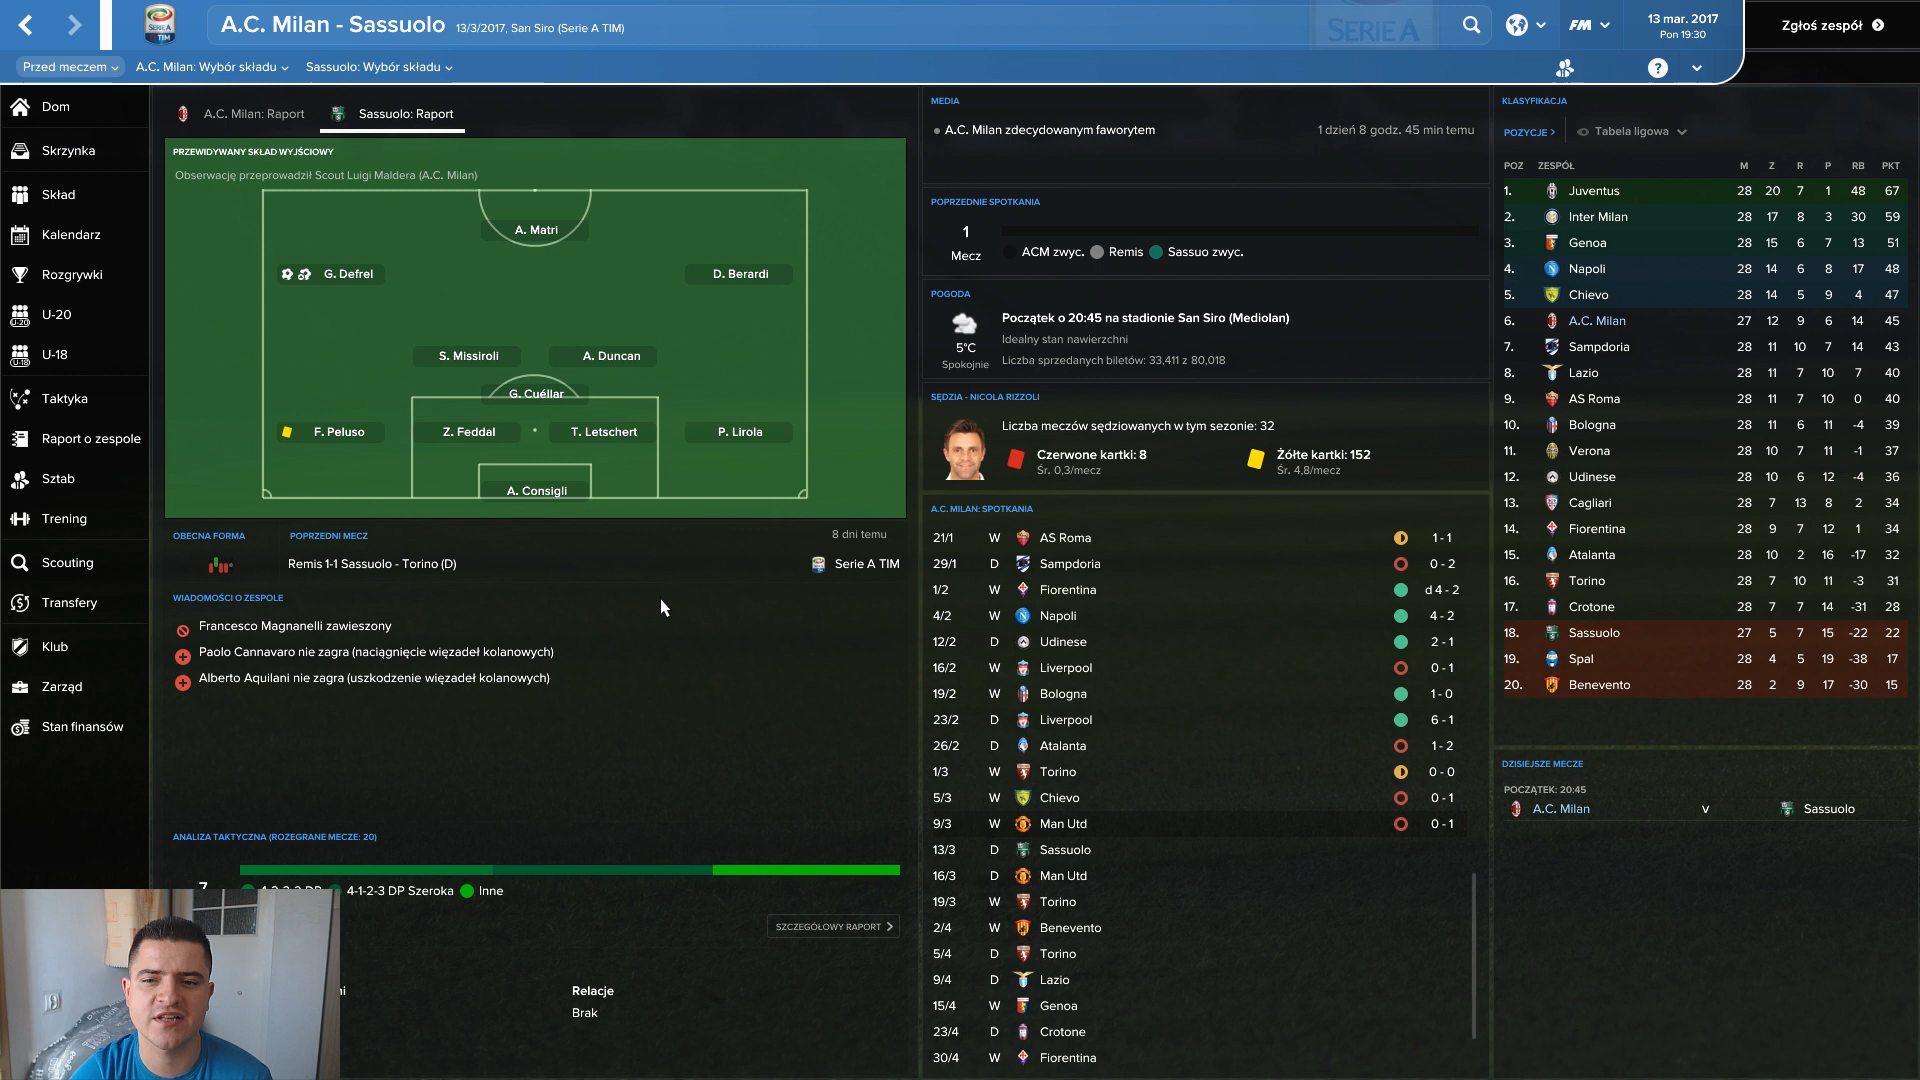 A.C. Milan - Sassuolo 13/3/2017, San Siro (Serie A TIM)
SERIE A
FM
13 mar. 2017
Pon 19:30
Zgłoś zespół
Przed meczem A.C. Milan: Wybór składu Sassuolo: Wybór składu
Dom
Skrzynka
Skład
Kalendarz
Rozgrywki
U-20
U-18
Taktyka
Raport o zespole
Sztab
Trening
Scouting
Transfery
Klub
Zarząd
Stan finansów
A.C. Milan: Raport Sassuolo: Raport
PRZEWIDYWANY SKŁAD WYJŚCIOWY
Obserwację przeprowadził Scout Luigi Maldera (A.C. Milan)
A. Matri
G. Defrel D. Berardi
S. Missiroli A. Duncan
G. Cuéllar
F. Peluso Z. Feddal T. Letschert P. Lirola
A. Consigli
OBECNA FORMA POPRZEDNI MECZ 8 dni temu
Remis 1-1 Sassuolo - Torino (D) Serie A TIM
WIADOMOŚCI O ZESPOLE
Francesco Magnanelli zawieszony
Paolo Cannavaro nie zagra (naciągnięcie więzadeł kolanowych)
Alberto Aquilani nie zagra (uszkodzenie więzadeł kolanowych)
ANALIZA TAKTYCZNA (ROZEGRANE MECZE: 20)
4-1-2-3 DP Szeroka Inne
SZCZEGÓŁOWY RAPORT
Relacje
Brak
MEDIA
A.C. Milan zdecydowanym faworytem 1 dzień 8 godz. 45 min temu
POPRZEDNIE SPOTKANIA
1
Mecz
ACM zwyc. Remis Sassuo zwyc.
POGODA
Początek o 20:45 na stadionie San Siro (Mediolan)
Idealny stan nawierzchni
5°C
Spokojnie
Liczba sprzedanych biletów: 33,411 z 80,018
SĘDZIA - NICOLA RIZZOLI
Liczba meczów sędziowanych w tym sezonie: 32
Czerwone kartki: 8 Żółte kartki: 152
Śr. 0,3/mecz Śr. 4,8/mecz
A.C. MILAN: SPOTKANIA
21/1 W AS Roma 1 - 1
29/1 D Sampdoria 0 - 2
1/2 W Fiorentina d 4 - 2
4/2 W Napoli 4 - 2
12/2 D Udinese 2 - 1
16/2 W Liverpool 0 - 1
19/2 W Bologna 1 - 0
23/2 D Liverpool 6 - 1
26/2 D Atalanta 1 - 2
1/3 W Torino 0 - 0
5/3 W Chievo 0 - 1
9/3 W Man Utd 0 - 1
13/3 D Sassuolo
16/3 D Man Utd
19/3 W Torino
2/4 W Benevento
5/4 D Torino
9/4 D Lazio
15/4 W Genoa
23/4 D Crotone
30/4 W Fiorentina
KLASYFIKACJA
POZYCJE > Tabela ligowa
POZ ZESPÓŁ M Z R P RB PKT
1. Juventus 28 20 7 1 48 67
2. Inter Milan 28 17 8 3 30 59
3. Genoa 28 15 6 7 13 51
4. Napoli 28 14 6 8 17 48
5. Chievo 28 14 5 9 4 47
6. A.C. Milan 27 12 9 6 14 45
7. Sampdoria 28 11 10 7 14 43
8. Lazio 28 11 7 10 7 40
9. AS Roma 28 11 7 10 0 40
10. Bologna 28 11 6 11 -4 39
11. Verona 28 10 7 11 -1 37
12. Udinese 28 10 6 12 -4 36
13. Cagliari 28 7 13 8 2 34
14. Fiorentina 28 9 7 12 1 34
15. Atalanta 28 10 2 16 -17 32
16. Torino 28 7 10 11 -3 31
17. Crotone 28 7 7 14 -31 28
18. Sassuolo 27 5 7 15 -22 22
19. Spal 28 4 5 19 -38 17
20. Benevento 28 2 9 17 -30 15
DZISIEJSZE MECZE
POCZĄTEK: 20:45
A.C. Milan v Sassuolo